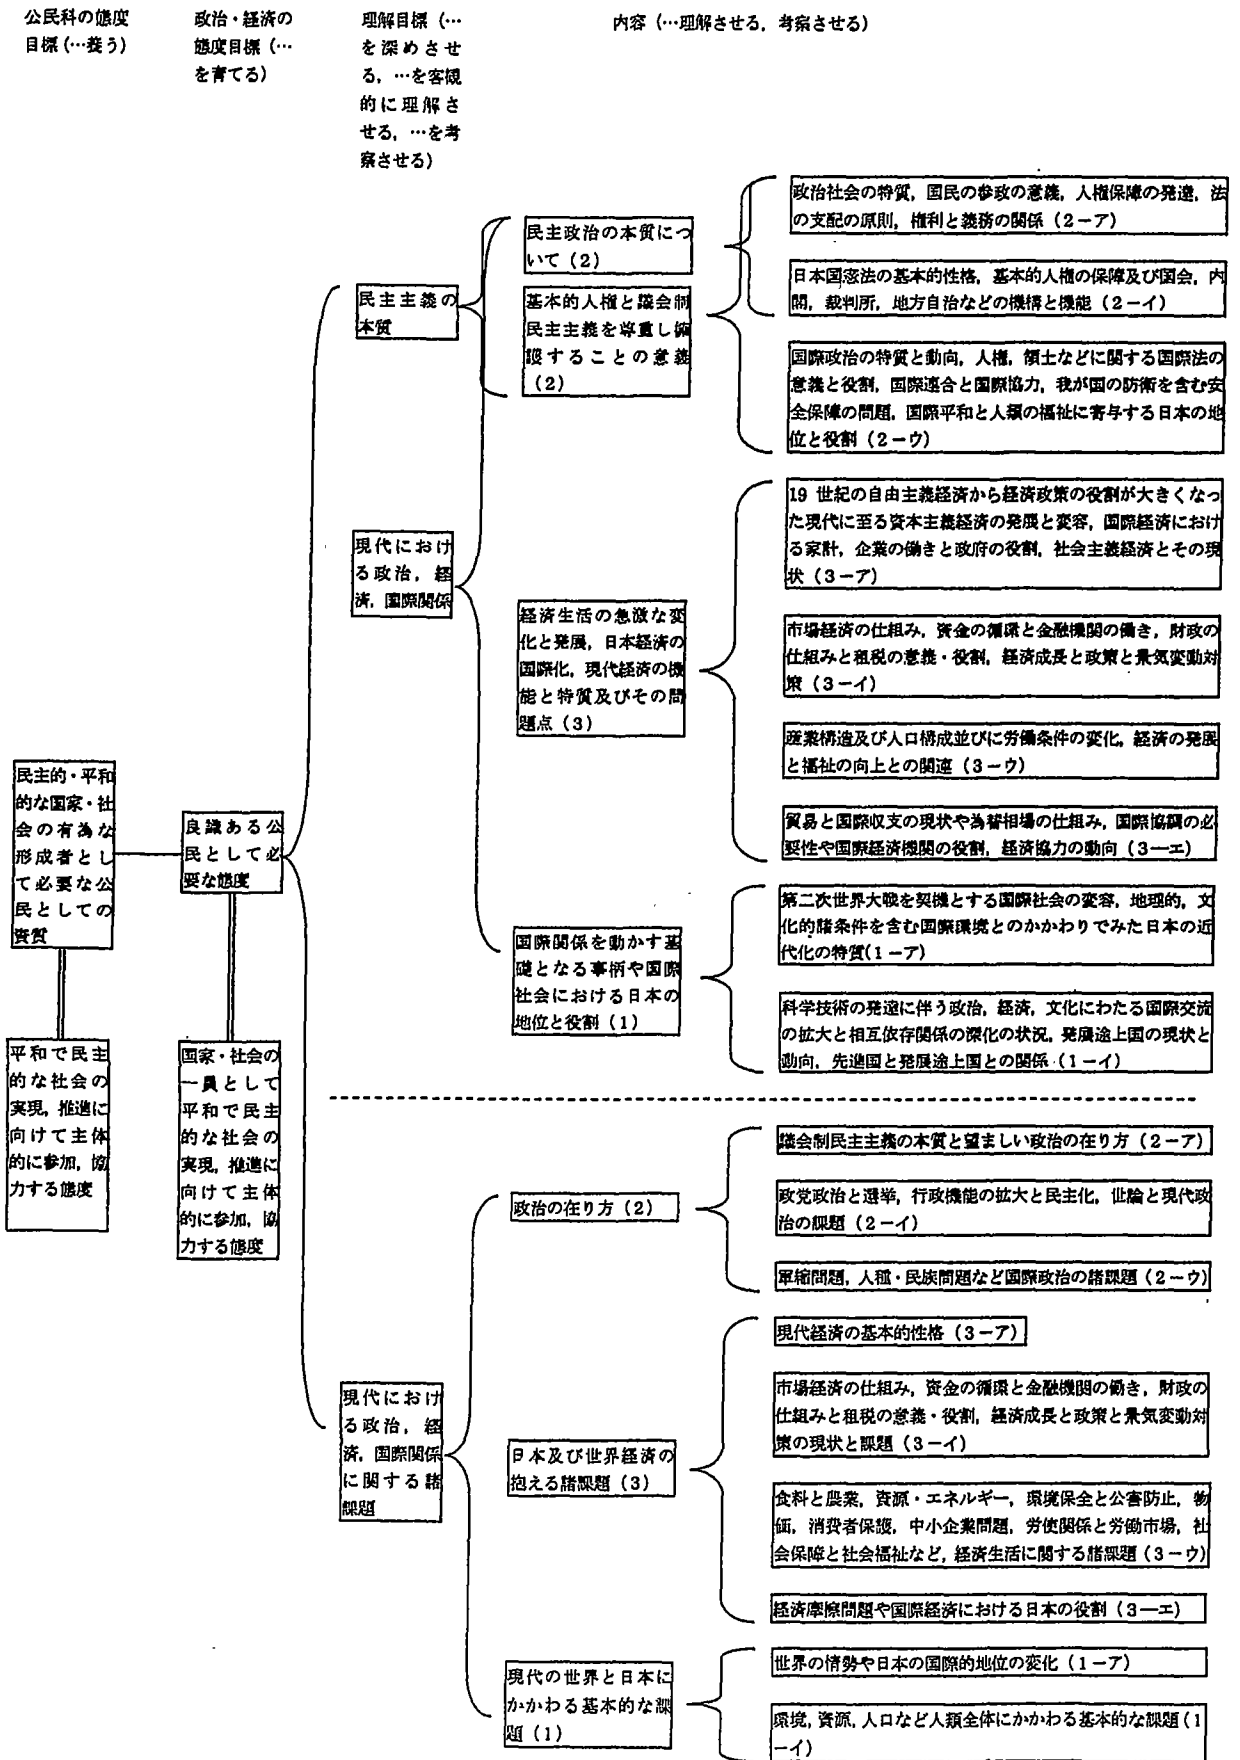 公民科の態度
目標（…養う）
政治・経済の
態度目標（…
を育てる）
理解目標（…
を深めさせ
る，…を客観
的に理解さ
せる，…を考
察させる）
内容（…理解させる，考察させる）
民主的・平和
的な国家・社
会の有為な
形成者とし
て必要な公
民としての
資質
平和で民主
的な社会の
実現，推進に
向けて主体
的に参加，協
力する態度
良識ある公
民として必
要な態度
国家・社会の
一員として
平和で民主
的な社会の
実現，推進に
向けて主体
的に参加，協
力する態度
民主主義の
本質
現代におけ
る政治，経
済，国際関係
民主政治の本質につ
いて（2）
基本的人権と議会制
民主主義を尊重し擁
護することの意義
（2）
政治社会の特質，国民の参政の意義，人権保障の発達，法
の支配の原則，権利と義務の関係（2－ア）
日本国憲法の基本的性格，基本的人権の保障及び国会，内
閣，裁判所，地方自治などの機構と機能（2－イ）
国際政治の特質と動向，人権，領土などに関する国際法の
意義と役割，国際連合と国際協力，我が国の防衛を含む安
全保障の問題，国際平和と人類の福祉に寄与する日本の地
位と役割（2－ウ）
経済生活の急激な変
化と発展，日本経済の
国際化，現代経済の機
能と特質及びその問
題点（3）
19 世紀の自由主義経済から経済政策の役割が大きくなっ
た現代に至る資本主義経済の発展と変容，国際経済におけ
る家計，企業の働きと政府の役割，社会主義経済とその現
状（3－ア）
市場経済の仕組み，資金の循環と金融機関の働き，財政の
仕組みと租税の意義・役割，経済成長と政策と景気変動対
策（3－イ）
産業構造及び人口構成並びに労働条件の変化，経済の発展
と福祉の向上との関連（3－ウ）
貿易と国際収支の現状や為替相場の仕組み，国際協調の必
要性や国際経済機関の役割，経済協力の動向（3―エ）
国際関係を動かす基
礎となる事柄や国際
社会における日本の
地位と役割（1）
第二次世界大戦を契機とする国際社会の変容，地理的，文
化的諸条件を含む国際環境とのかかわりでみた日本の近
代化の特質（1－ア）
科学技術の発達に伴う政治，経済，文化にわたる国際交流
の拡大と相互依存関係の深化の状況，発展途上国の現状と
動向，先進国と発展途上国との関係（1－イ）
現代におけ
る政治，経
済，国際関係
に関する諸
課題
政治の在り方（2）
議会制民主主義の本質と望ましい政治の在り方（2－ア）
政党政治と選挙，行政機能の拡大と民主化，世論と現代政
治の課題（2－イ）
軍縮問題，人種・民族問題など国際政治の諸課題（2－ウ）
日本及び世界経済の
抱える諸課題（3）
現代経済の基本的性格（3－ア）
市場経済の仕組み，資金の循環と金融機関の働き，財政の
仕組みと租税の意義・役割，経済成長と政策と景気変動対
策の現状と課題（3－イ）
食料と農業，資源・エネルギー，環境保全と公害防止，物
価，消費者保護，中小企業問題，労使関係と労働市場，社
会保障と社会福祉など，経済生活に関する諸課題（3－ウ）
経済摩擦問題や国際経済における日本の役割（3―エ）
現代の世界と日本に
かかわる基本的な課
題（1）
世界の情勢や日本の国際的地位の変化（1－ア）
環境，資源，人口など人類全体にかかわる基本的な課題（1
－イ）